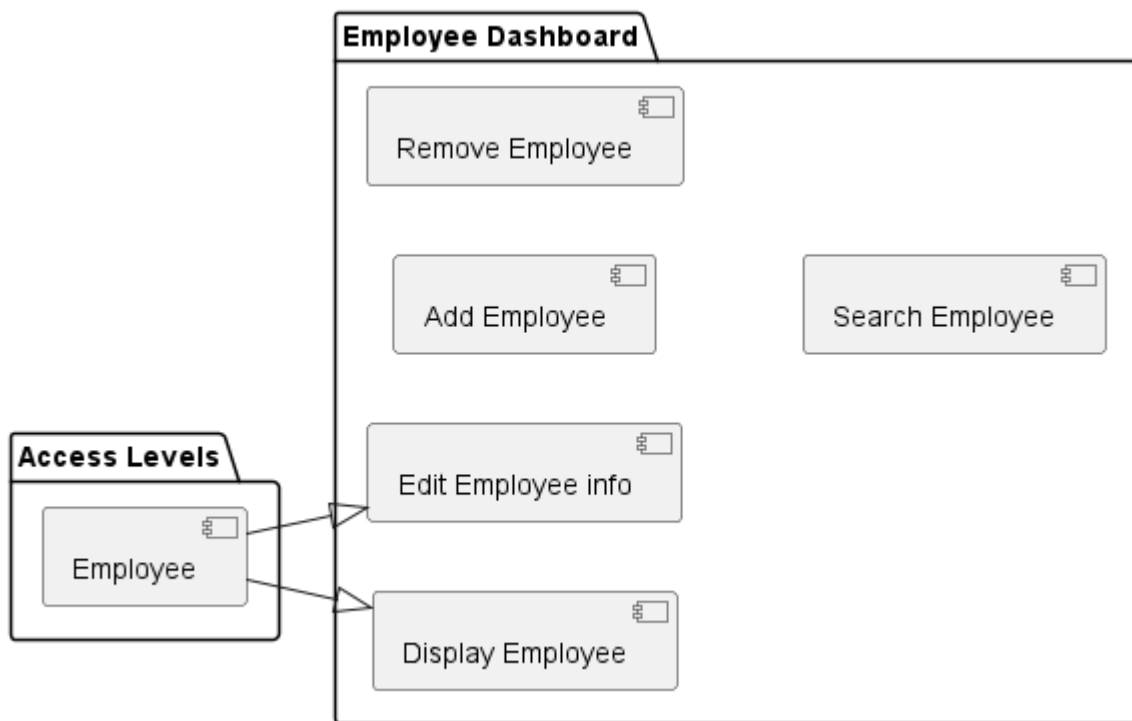 Employee Dashboard
Remove Employee
Add Employee
Search Employee
Access Levels
Edit Employee info
Employee
Display Employee